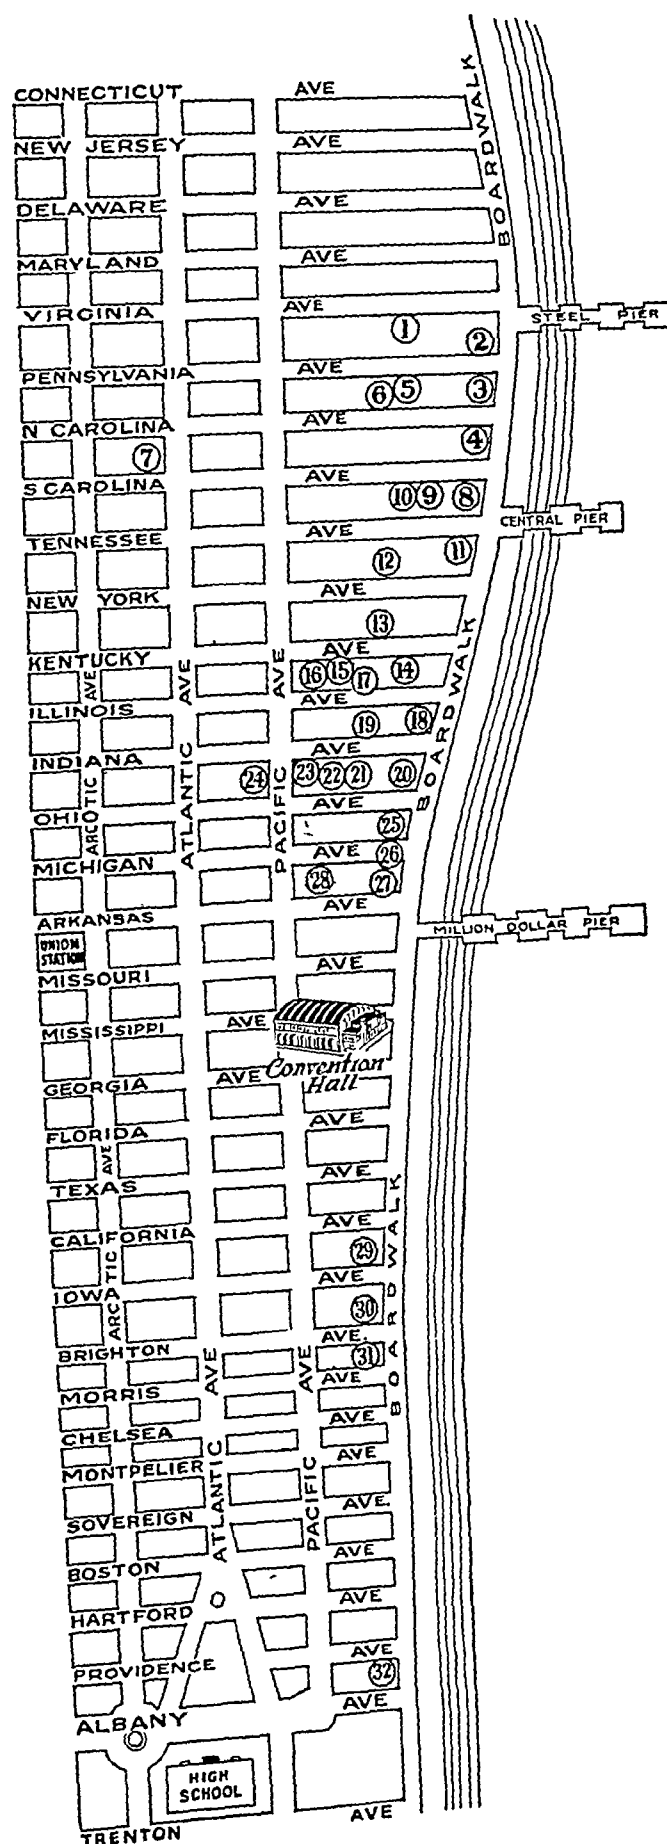 CONNECTICUT AVE
NEW JERSEY AVE
DELAWARE AVE
MARYLAND AVE
BOARDWALK
VIRGINIA AVE
STEEL PIER
1
2
PENNSYLVANIA AVE
6 5 3
N CAROLINA AVE
7 4
S CAROLINA AVE
10 9 8
CENTRAL PIER
TENNESSEE AVE
12 11
NEW YORK AVE
13
KENTUCKY AVE
16 15 17 14
ILLINOIS AVE
19 18
INDIANA AVE
24 23 22 21 20
BOARDWALK
OHIO AVE
25
MICHIGAN AVE
26
28 27
ARCOTIC AVE
ATLANTIC AVE
PACIFIC AVE
ARKANSAS AVE
UNION
STATION
MILLION DOLLAR PIER
MISSOURI AVE
MISSISSIPPI AVE
Convention
Hall
GEORGIA AVE
FLORIDA AVE
TEXAS AVE
CALIFORNIA AVE
29
IOWA AVE
30
ARCTIC AVE
BOARDWALK
BRIGHTON AVE.
31
MORRIS AVE
CHELSEA AVE
MONTPELIER AVE
SOVEREIGN AVE.
ATLANTIC AVE
PACIFIC AVE
BOSTON AVE
HARTFORD AVE
PROVIDENCE AVE
32
ALBANY AVE
HIGH
SCHOOL
TRENTON AVE